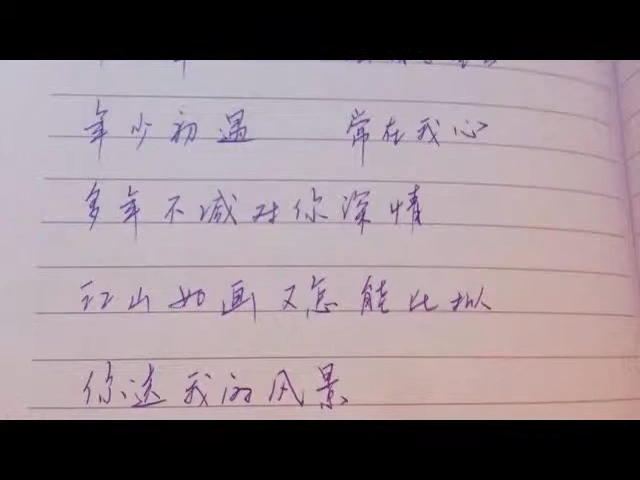 年少初遇 常在我心
多年不减对你深情
江山如画又怎能比拟
你送我的风景